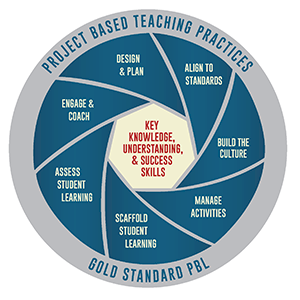 PROJECT BASED TEACHING PRACTICES
DESIGN
& PLAN
ALIGN TO
STANDARDS
ENGAGE &
COACH
KEY
KNOWLEDGE,
UNDERSTANDING,
& SUCCESS
SKILLS
BUILD THE
CULTURE
ASSESS
STUDENT
LEARNING
MANAGE
ACTIVITIES
SCAFFOLD
STUDENT
LEARNING
GOLD STANDARD PBL